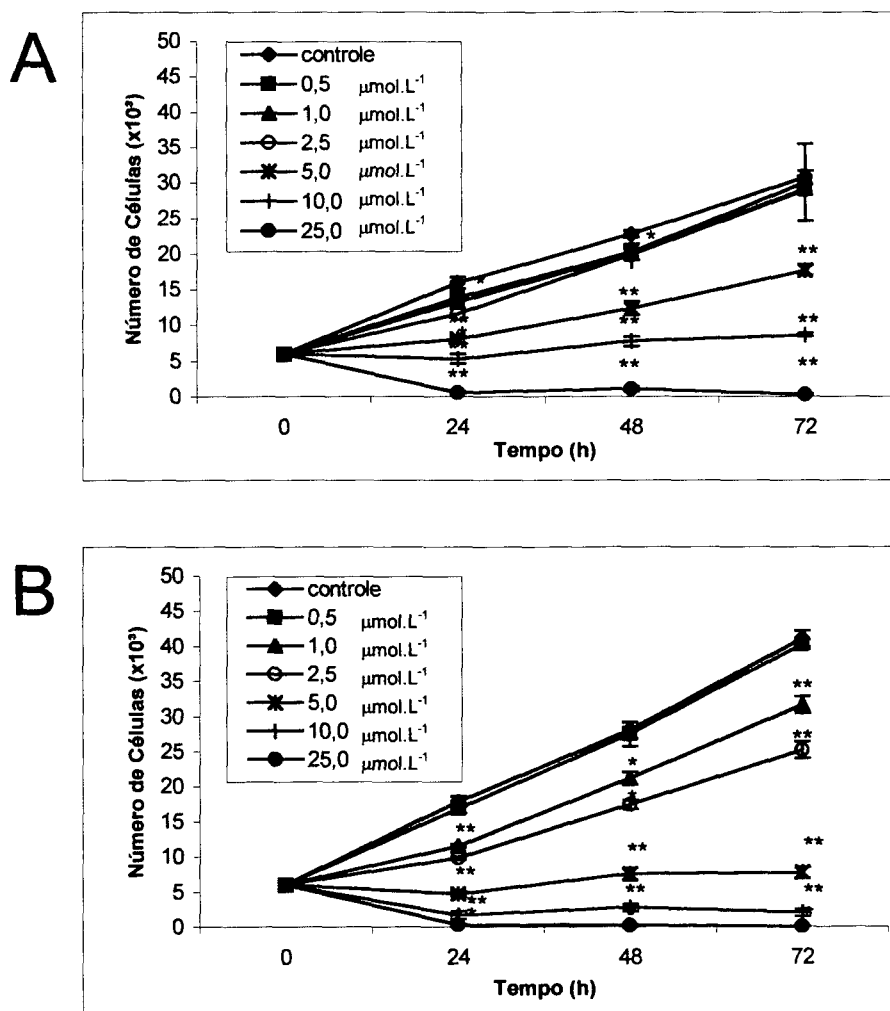 A
Número de Células (x10³)
50
45
40
35
30
25
20
15
10
5
0
controle
0,5 µmol.L⁻¹
1,0 µmol.L⁻¹
2,5 µmol.L⁻¹
5,0 µmol.L⁻¹
10,0 µmol.L⁻¹
25,0 µmol.L⁻¹
*
*
**
**
**
**
**
**
**
**
**
0 24 48 72
Tempo (h)
B
Número de Células (x10³)
50
45
40
35
30
25
20
15
10
5
0
controle
0,5 µmol.L⁻¹
1,0 µmol.L⁻¹
2,5 µmol.L⁻¹
5,0 µmol.L⁻¹
10,0 µmol.L⁻¹
25,0 µmol.L⁻¹
**
**
*
*
**
**
**
**
**
**
0 24 48 72
Tempo (h)